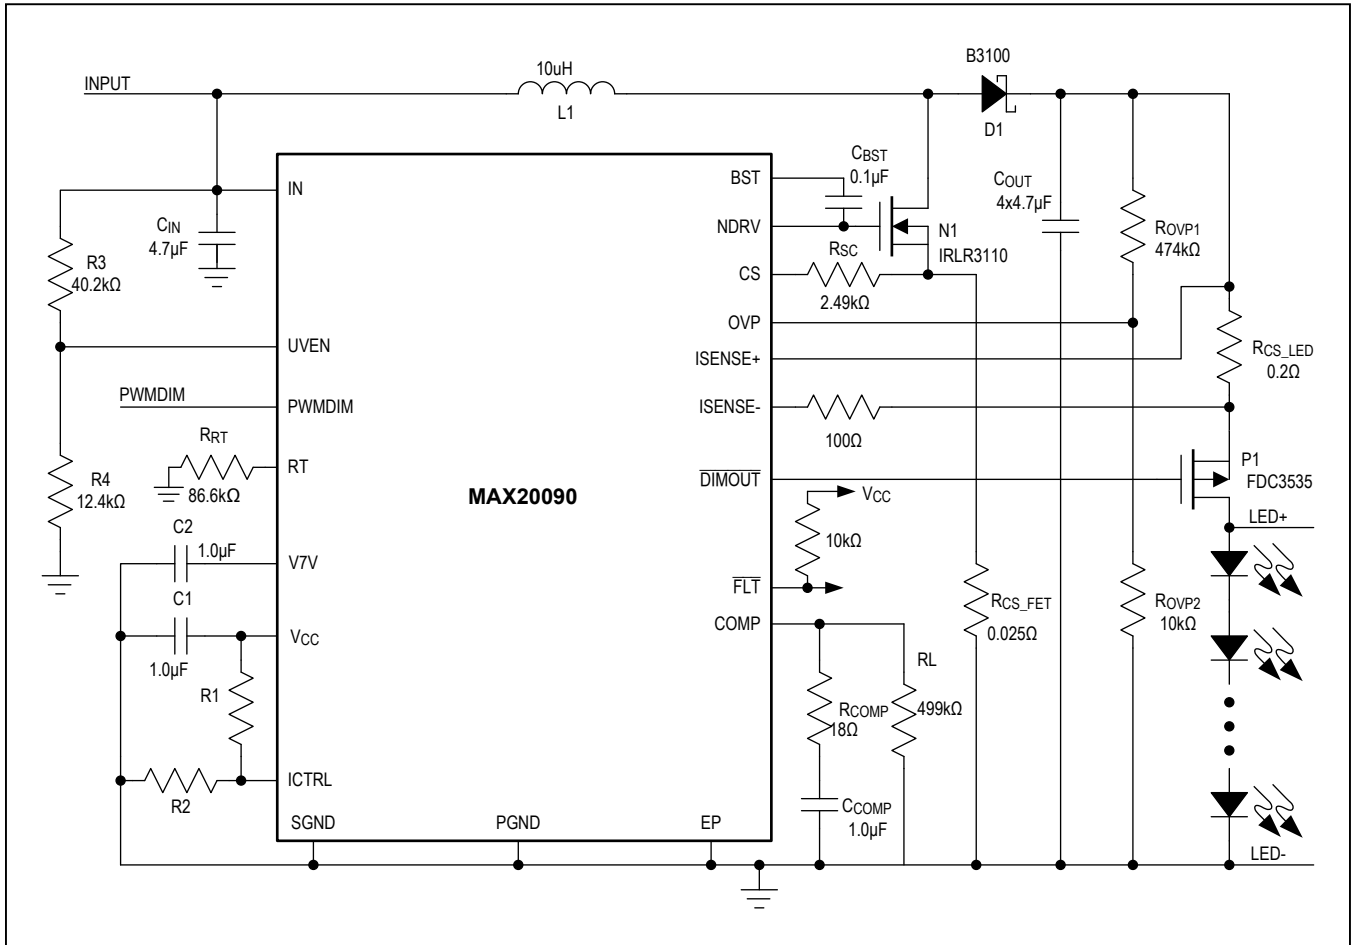 INPUT
10uH
L1
B3100
D1
IN
CIN
4.7µF
R3
40.2kΩ
UVEN
PWMDIM
PWMDIM
RRT
86.6kΩ
RT
R4
12.4kΩ
C2
1.0µF
V7V
C1
1.0µF
VCC
R1
R2
ICTRL
SGND
PGND
EP
MAX20090
BST
NDRV
CS
OVP
ISENSE+
ISENSE-
DIMOUT
FLT
COMP
CBST
0.1µF
N1
IRLR3110
RSC
2.49kΩ
COUT
4x4.7µF
ROVP1
474kΩ
RCS_LED
0.2Ω
100Ω
P1
FDC3535
VCC
10kΩ
LED+
RCS_FET
0.025Ω
ROVP2
10kΩ
RL
499kΩ
RCOMP
18Ω
CCOMP
1.0µF
LED-